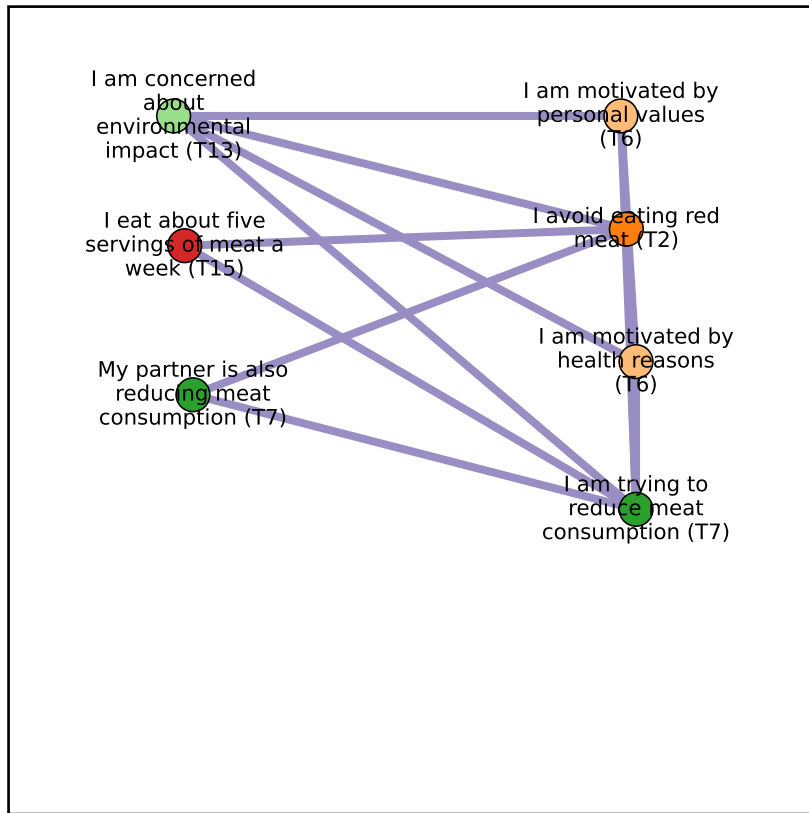 I am concerned
about
environmental
impact (T13)
I am motivated by
personal values
(T6)
I eat about five
servings of meat a
week (T15)
I avoid eating red
meat (T2)
My partner is also
reducing meat
consumption (T7)
I am motivated by
health reasons
(T6)
I am trying to
reduce meat
consumption (T7)